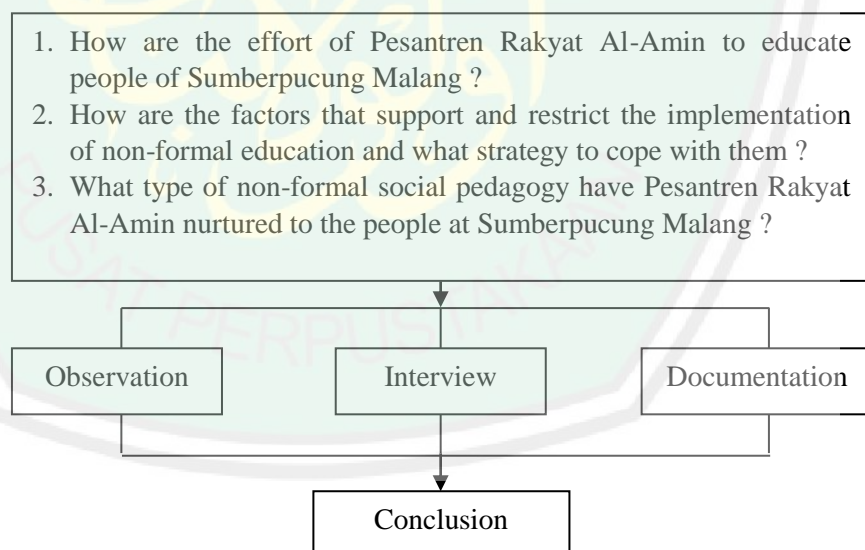 1. How are the effort of Pesantren Rakyat Al-Amin to educate
people of Sumberpucung Malang ?
2. How are the factors that support and restrict the implementation
of non-formal education and what strategy to cope with them ?
3. What type of non-formal social pedagogy have Pesantren Rakyat
Al-Amin nurtured to the people at Sumberpucung Malang ?
PUSAT PERPUSTAKAAN
Observation
Interview
Documentation
Conclusion